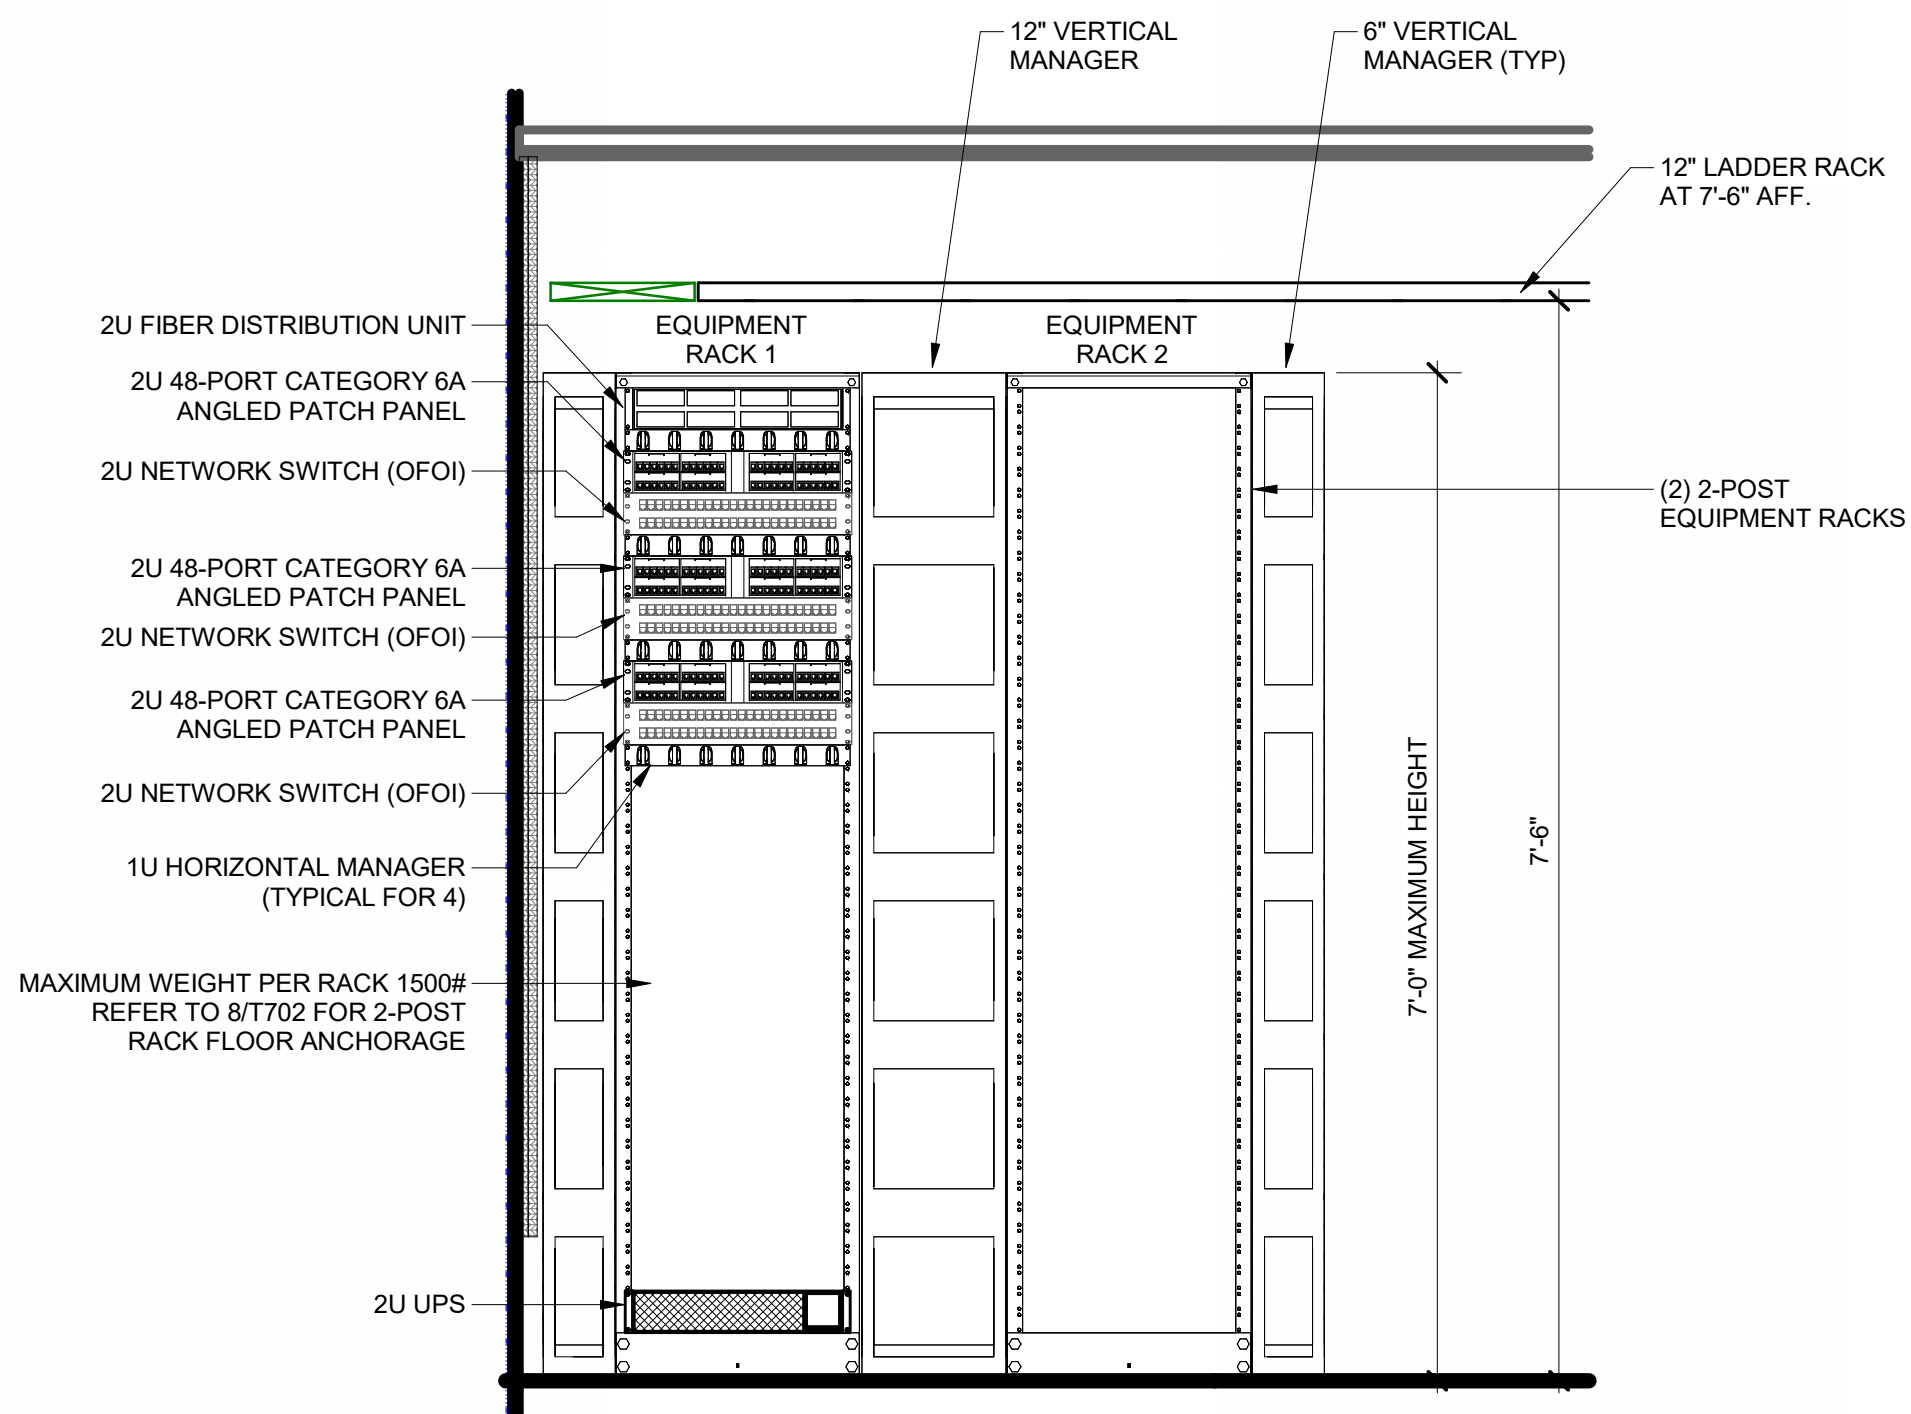 12" VERTICAL
MANAGER
6" VERTICAL
MANAGER (TYP)
12" LADDER RACK
AT 7'-6" AFF.
2U FIBER DISTRIBUTION UNIT
EQUIPMENT
RACK 1
EQUIPMENT
RACK 2
2U 48-PORT CATEGORY 6A
ANGLED PATCH PANEL
2U NETWORK SWITCH (OFOI)
(2) 2-POST
EQUIPMENT RACKS
2U 48-PORT CATEGORY 6A
ANGLED PATCH PANEL
2U NETWORK SWITCH (OFOI)
2U 48-PORT CATEGORY 6A
ANGLED PATCH PANEL
2U NETWORK SWITCH (OFOI)
7'-0" MAXIMUM HEIGHT
7'-6"
1U HORIZONTAL MANAGER
(TYPICAL FOR 4)
MAXIMUM WEIGHT PER RACK 1500#
REFER TO 8/T702 FOR 2-POST
RACK FLOOR ANCHORAGE
2U UPS